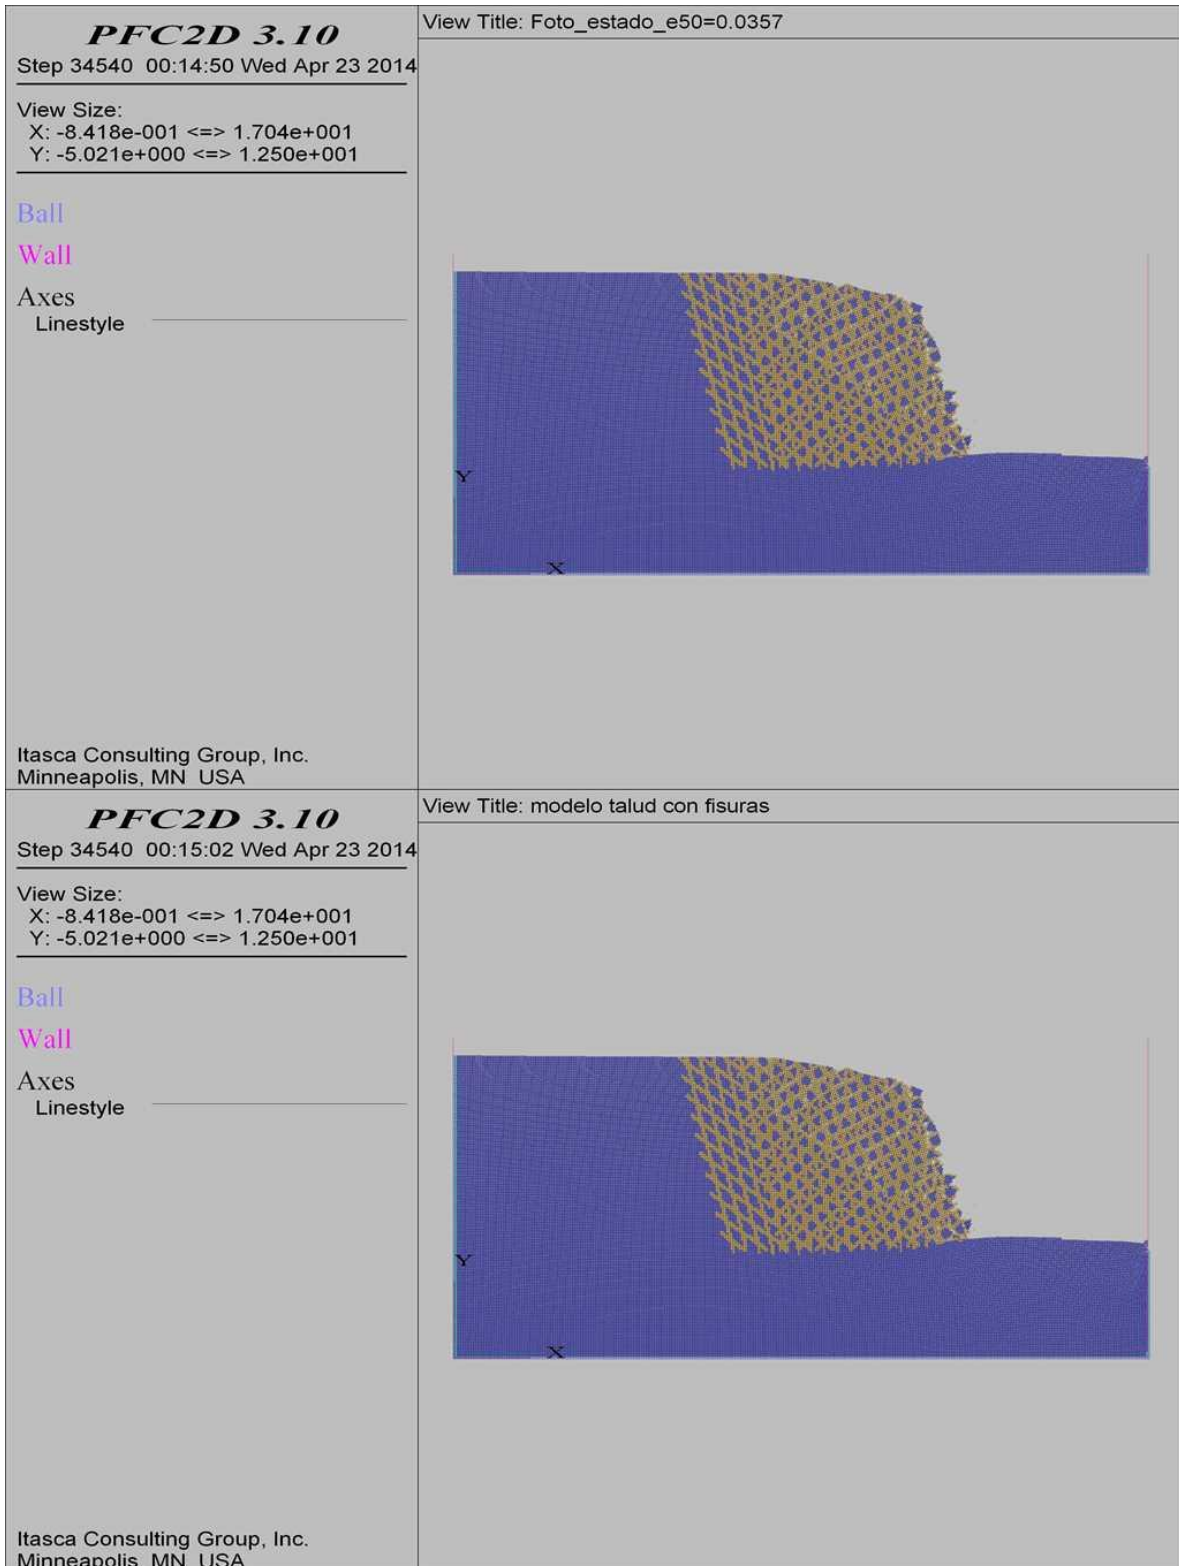 PFC2D 3.10
Step 34540  00:14:50 Wed Apr 23 2014
View Size:
X: -8.418e-001 <=> 1.704e+001
Y: -5.021e+000 <=> 1.250e+001
Ball
Wall
Axes
Linestyle
Itasca Consulting Group, Inc.
Minneapolis, MN  USA
View Title: Foto_estado_e50=0.0357
Y
X
PFC2D 3.10
Step 34540  00:15:02 Wed Apr 23 2014
View Size:
X: -8.418e-001 <=> 1.704e+001
Y: -5.021e+000 <=> 1.250e+001
Ball
Wall
Axes
Linestyle
Itasca Consulting Group, Inc.
Minneapolis, MN  USA
View Title: modelo talud con fisuras
Y
X